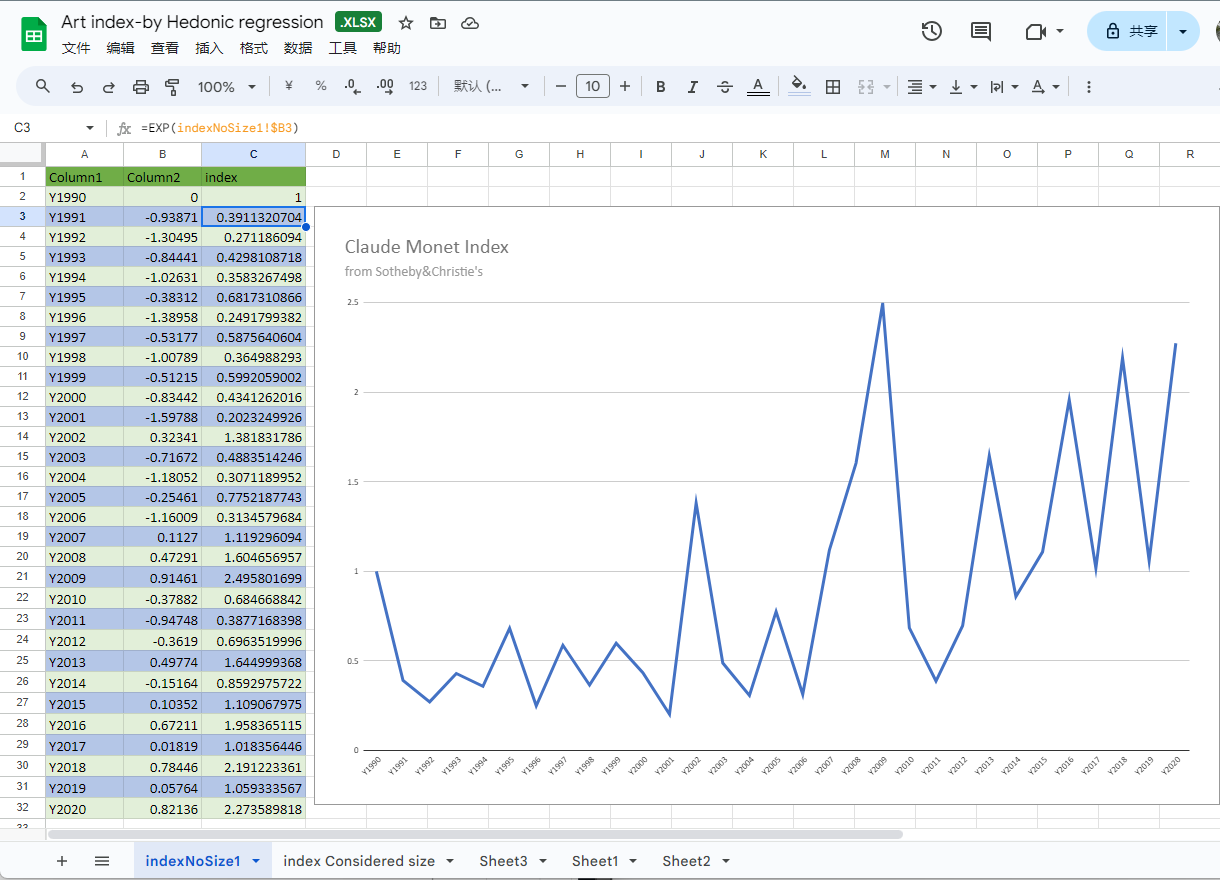 Art index-by Hedonic regression .XLSX
文件 编辑 查看 插入 格式 数据 工具 帮助
共享
100% ¥ % .0 .00 123 默认 (... 10 B I S A A
C3 fx =EXP(indexNoSize1!$B3)
A B C D E F G H I J K L M N O P Q R
1 Column1 Column2 index
2 Y1990 0 1
3 Y1991 -0.93871 0.3911320704
4 Y1992 -1.30495 0.271186094
5 Y1993 -0.84441 0.4298108718
6 Y1994 -1.02631 0.3583267498
7 Y1995 -0.38312 0.6817310866
8 Y1996 -1.38958 0.2491799382
9 Y1997 -0.53177 0.5875640604
10 Y1998 -1.00789 0.364988293
11 Y1999 -0.51215 0.5992059002
12 Y2000 -0.83442 0.4341262016
13 Y2001 -1.59788 0.2023249926
14 Y2002 0.32341 1.381831786
15 Y2003 -0.71672 0.4883514246
16 Y2004 -1.18052 0.3071189952
17 Y2005 -0.25461 0.7752187743
18 Y2006 -1.16009 0.3134579684
19 Y2007 0.1127 1.119296094
20 Y2008 0.47291 1.604656957
21 Y2009 0.91461 2.495801699
22 Y2010 -0.37882 0.684668842
23 Y2011 -0.94748 0.3877168398
24 Y2012 -0.3619 0.6963519996
25 Y2013 0.49774 1.644999368
26 Y2014 -0.15164 0.8592975722
27 Y2015 0.10352 1.109067975
28 Y2016 0.67211 1.958365115
29 Y2017 0.01819 1.018356446
30 Y2018 0.78446 2.191223361
31 Y2019 0.05764 1.059333567
32 Y2020 0.82136 2.273589818
33
Claude Monet Index
from Sotheby&Christie's
2.5
2
1.5
1
0.5
0
Y1990 Y1991 Y1992 Y1993 Y1994 Y1995 Y1996 Y1997 Y1998 Y1999 Y2000 Y2001 Y2002 Y2003 Y2004 Y2005 Y2006 Y2007 Y2008 Y2009 Y2010 Y2011 Y2012 Y2013 Y2014 Y2015 Y2016 Y2017 Y2018 Y2019 Y2020
indexNoSize1 index Considered size Sheet3 Sheet1 Sheet2